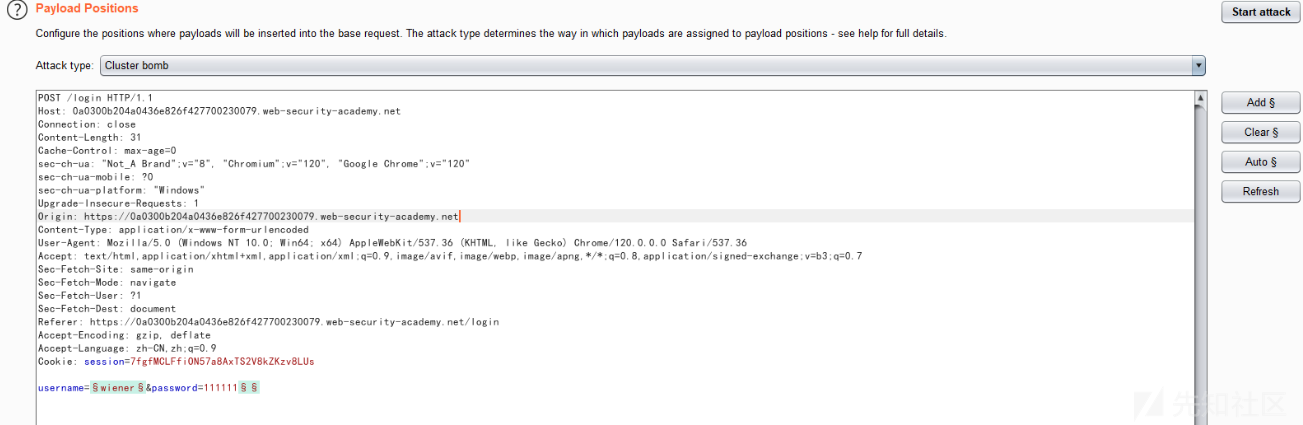 ? Payload Positions
Start attack
Configure the positions where payloads will be inserted into the base request. The attack type determines the way in which payloads are assigned to payload positions - see help for full details.
Attack type: Cluster bomb
POST /login HTTP/1.1
Host: 0a0300b204a0436e826f427700230079.web-security-academy.net
Connection: close
Content-Length: 31
Cache-Control: max-age=0
sec-ch-ua: "Not_A Brand";v="8", "Chromium";v="120", "Google Chrome";v="120"
sec-ch-ua-mobile: ?0
sec-ch-ua-platform: "Windows"
Upgrade-Insecure-Requests: 1
Origin: https://0a0300b204a0436e826f427700230079.web-security-academy.net
Content-Type: application/x-www-form-urlencoded
User-Agent: Mozilla/5.0 (Windows NT 10.0; Win64; x64) AppleWebKit/537.36 (KHTML, like Gecko) Chrome/120.0.0.0 Safari/537.36
Accept: text/html,application/xhtml+xml,application/xml;q=0.9,image/avif,image/webp,image/apng,*/*;q=0.8,application/signed-exchange;v=b3;q=0.7
Sec-Fetch-Site: same-origin
Sec-Fetch-Mode: navigate
Sec-Fetch-User: ?1
Sec-Fetch-Dest: document
Referer: https://0a0300b204a0436e826f427700230079.web-security-academy.net/login
Accept-Encoding: gzip, deflate
Accept-Language: zh-CN,zh;q=0.9
Cookie: session=7fgfMCLFfi0N57a8AxTS2V8kZKzv8LUs
username=§wiener§&password=111111§§
Add §
Clear §
Auto §
Refresh
先知社区